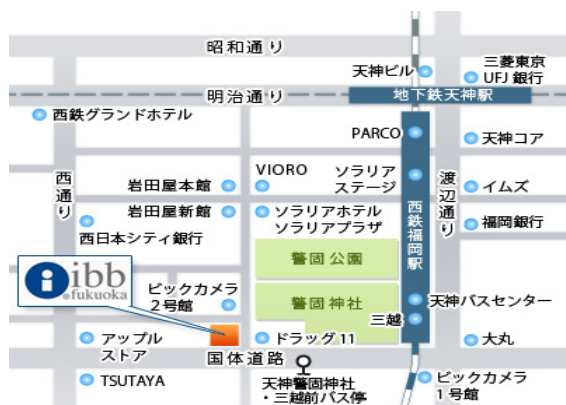 昭和通り
天神ビル
三菱東京
UFJ銀行
明治通り
地下鉄天神駅
西鉄グランドホテル
PARCO
天神コア
西通り
VIORO
ソラリア
ステージ
渡辺通り
岩田屋本館
イムズ
岩田屋新館
ソラリアホテル
ソラリアプラザ
西鉄福岡駅
福岡銀行
西日本シティ銀行
警固公園
ibb
fukuoka
ビックカメラ
2号館
警固神社
天神バスセンター
三越
アップル
ストア
ドラッグ11
大丸
国体道路
TSUTAYA
天神警固神社
・三越前バス停
ビックカメラ
1号館